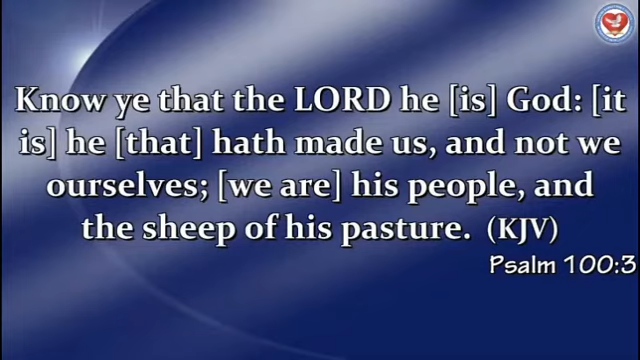 Know ye that the LORD he [is] God: [it
is] he [that] hath made us, and not we
ourselves; [we are] his people, and
the sheep of his pasture. (KJV)
Psalm 100:3